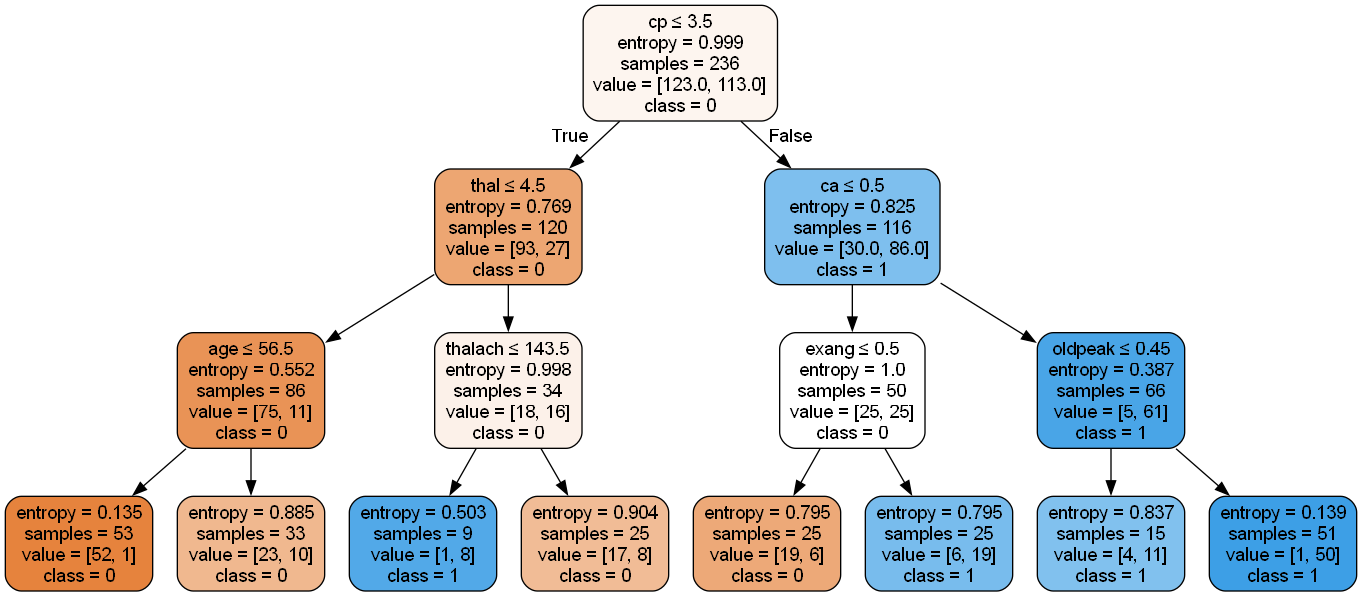 cp ≤ 3.5
entropy = 0.999
samples = 236
value = [123.0, 113.0]
class = 0
True
False
thal ≤ 4.5
entropy = 0.769
samples = 120
value = [93, 27]
class = 0
ca ≤ 0.5
entropy = 0.825
samples = 116
value = [30.0, 86.0]
class = 1
age ≤ 56.5
entropy = 0.552
samples = 86
value = [75, 11]
class = 0
thalach ≤ 143.5
entropy = 0.998
samples = 34
value = [18, 16]
class = 0
exang ≤ 0.5
entropy = 1.0
samples = 50
value = [25, 25]
class = 0
oldpeak ≤ 0.45
entropy = 0.387
samples = 66
value = [5, 61]
class = 1
entropy = 0.135
samples = 53
value = [52, 1]
class = 0
entropy = 0.885
samples = 33
value = [23, 10]
class = 0
entropy = 0.503
samples = 9
value = [1, 8]
class = 1
entropy = 0.904
samples = 25
value = [17, 8]
class = 0
entropy = 0.795
samples = 25
value = [19, 6]
class = 0
entropy = 0.795
samples = 25
value = [6, 19]
class = 1
entropy = 0.837
samples = 15
value = [4, 11]
class = 1
entropy = 0.139
samples = 51
value = [1, 50]
class = 1